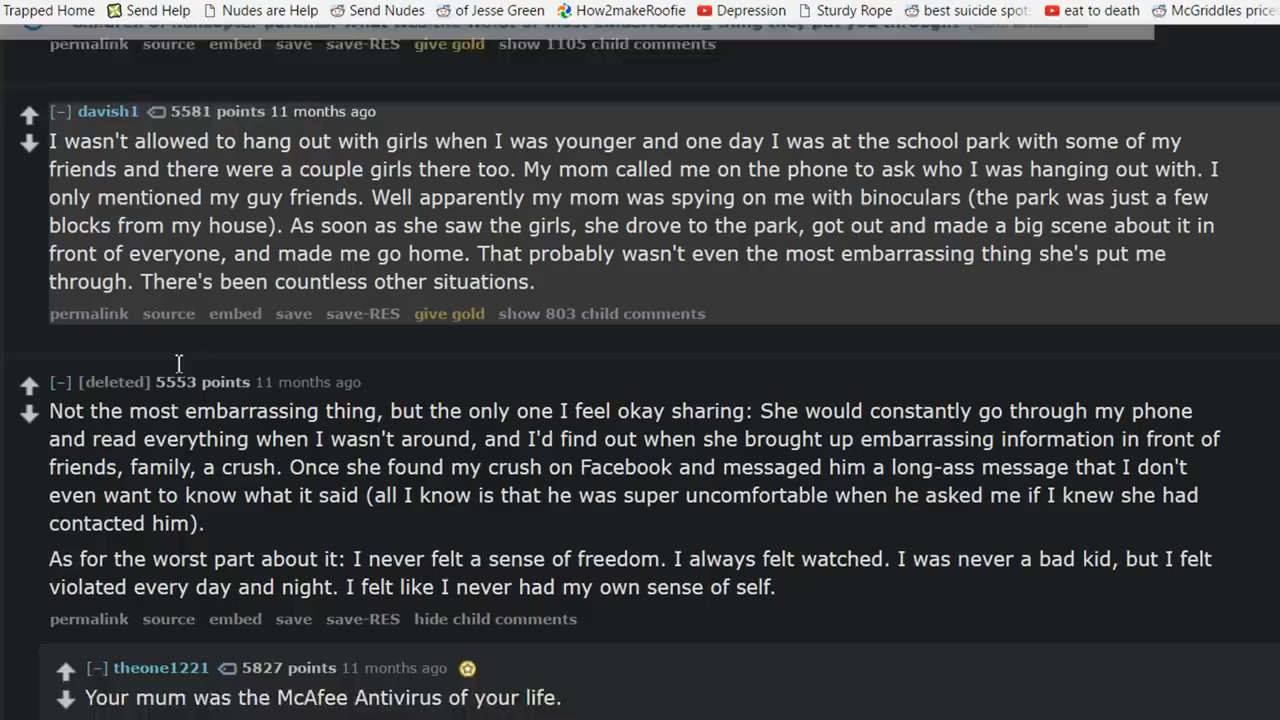 Trapped Home Send Help Nudes are Help Send Nudes of Jesse Green How2makeRoofie Depression Sturdy Rope best suicide spot eat to death McGriddles price
permalink source embed save save-RES give gold show 1105 child comments
[−] davish1 5581 points 11 months ago
I wasn't allowed to hang out with girls when I was younger and one day I was at the school park with some of my
friends and there were a couple girls there too. My mom called me on the phone to ask who I was hanging out with. I
only mentioned my guy friends. Well apparently my mom was spying on me with binoculars (the park was just a few
blocks from my house). As soon as she saw the girls, she drove to the park, got out and made a big scene about it in
front of everyone, and made me go home. That probably wasn't even the most embarrassing thing she's put me
through. There's been countless other situations.
permalink source embed save save-RES give gold show 803 child comments
[−] [deleted] 5553 points 11 months ago
Not the most embarrassing thing, but the only one I feel okay sharing: She would constantly go through my phone
and read everything when I wasn't around, and I'd find out when she brought up embarrassing information in front of
friends, family, a crush. Once she found my crush on Facebook and messaged him a long-ass message that I don't
even want to know what it said (all I know is that he was super uncomfortable when he asked me if I knew she had
contacted him).
As for the worst part about it: I never felt a sense of freedom. I always felt watched. I was never a bad kid, but I felt
violated every day and night. I felt like I never had my own sense of self.
permalink source embed save save-RES hide child comments
[−] theone1221 5827 points 11 months ago
Your mum was the McAfee Antivirus of your life.